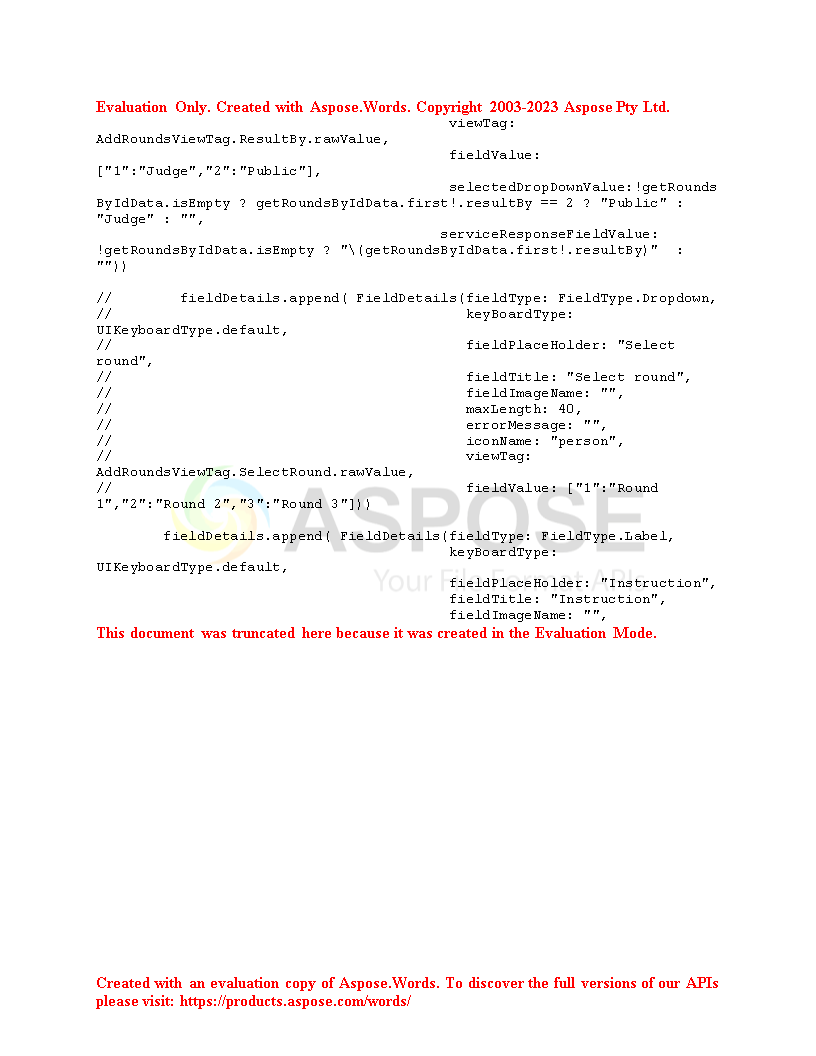 Evaluation Only. Created with Aspose.Words. Copyright 2003-2023 Aspose Pty Ltd.
viewTag:
AddRoundsViewTag.ResultBy.rawValue,
fieldValue:
["1":"Judge","2":"Public"],
selectedDropDownValue:!getRounds
ByIdData.isEmpty ? getRoundsByIdData.first!.resultBy == 2 ? "Public" :
"Judge" : "",
serviceResponseFieldValue:
!getRoundsByIdData.isEmpty ? "\(getRoundsByIdData.first!.resultBy)" :
""))
// fieldDetails.append( FieldDetails(fieldType: FieldType.Dropdown,
// keyBoardType:
UIKeyboardType.default,
// fieldPlaceHolder: "Select
round",
// fieldTitle: "Select round",
// fieldImageName: "",
// maxLength: 40,
// errorMessage: "",
// iconName: "person",
// viewTag:
AddRoundsViewTag.SelectRound.rawValue,
// fieldValue: ["1":"Round
1","2":"Round 2","3":"Round 3"]))
ASPOSE
fieldDetails.append( FieldDetails(fieldType: FieldType.Label,
keyBoardType:
UIKeyboardType.default,
Your File Format APIs
fieldPlaceHolder: "Instruction",
fieldTitle: "Instruction",
fieldImageName: "",
This document was truncated here because it was created in the Evaluation Mode.
Created with an evaluation copy of Aspose.Words. To discover the full versions of our APIs
please visit: https://products.aspose.com/words/